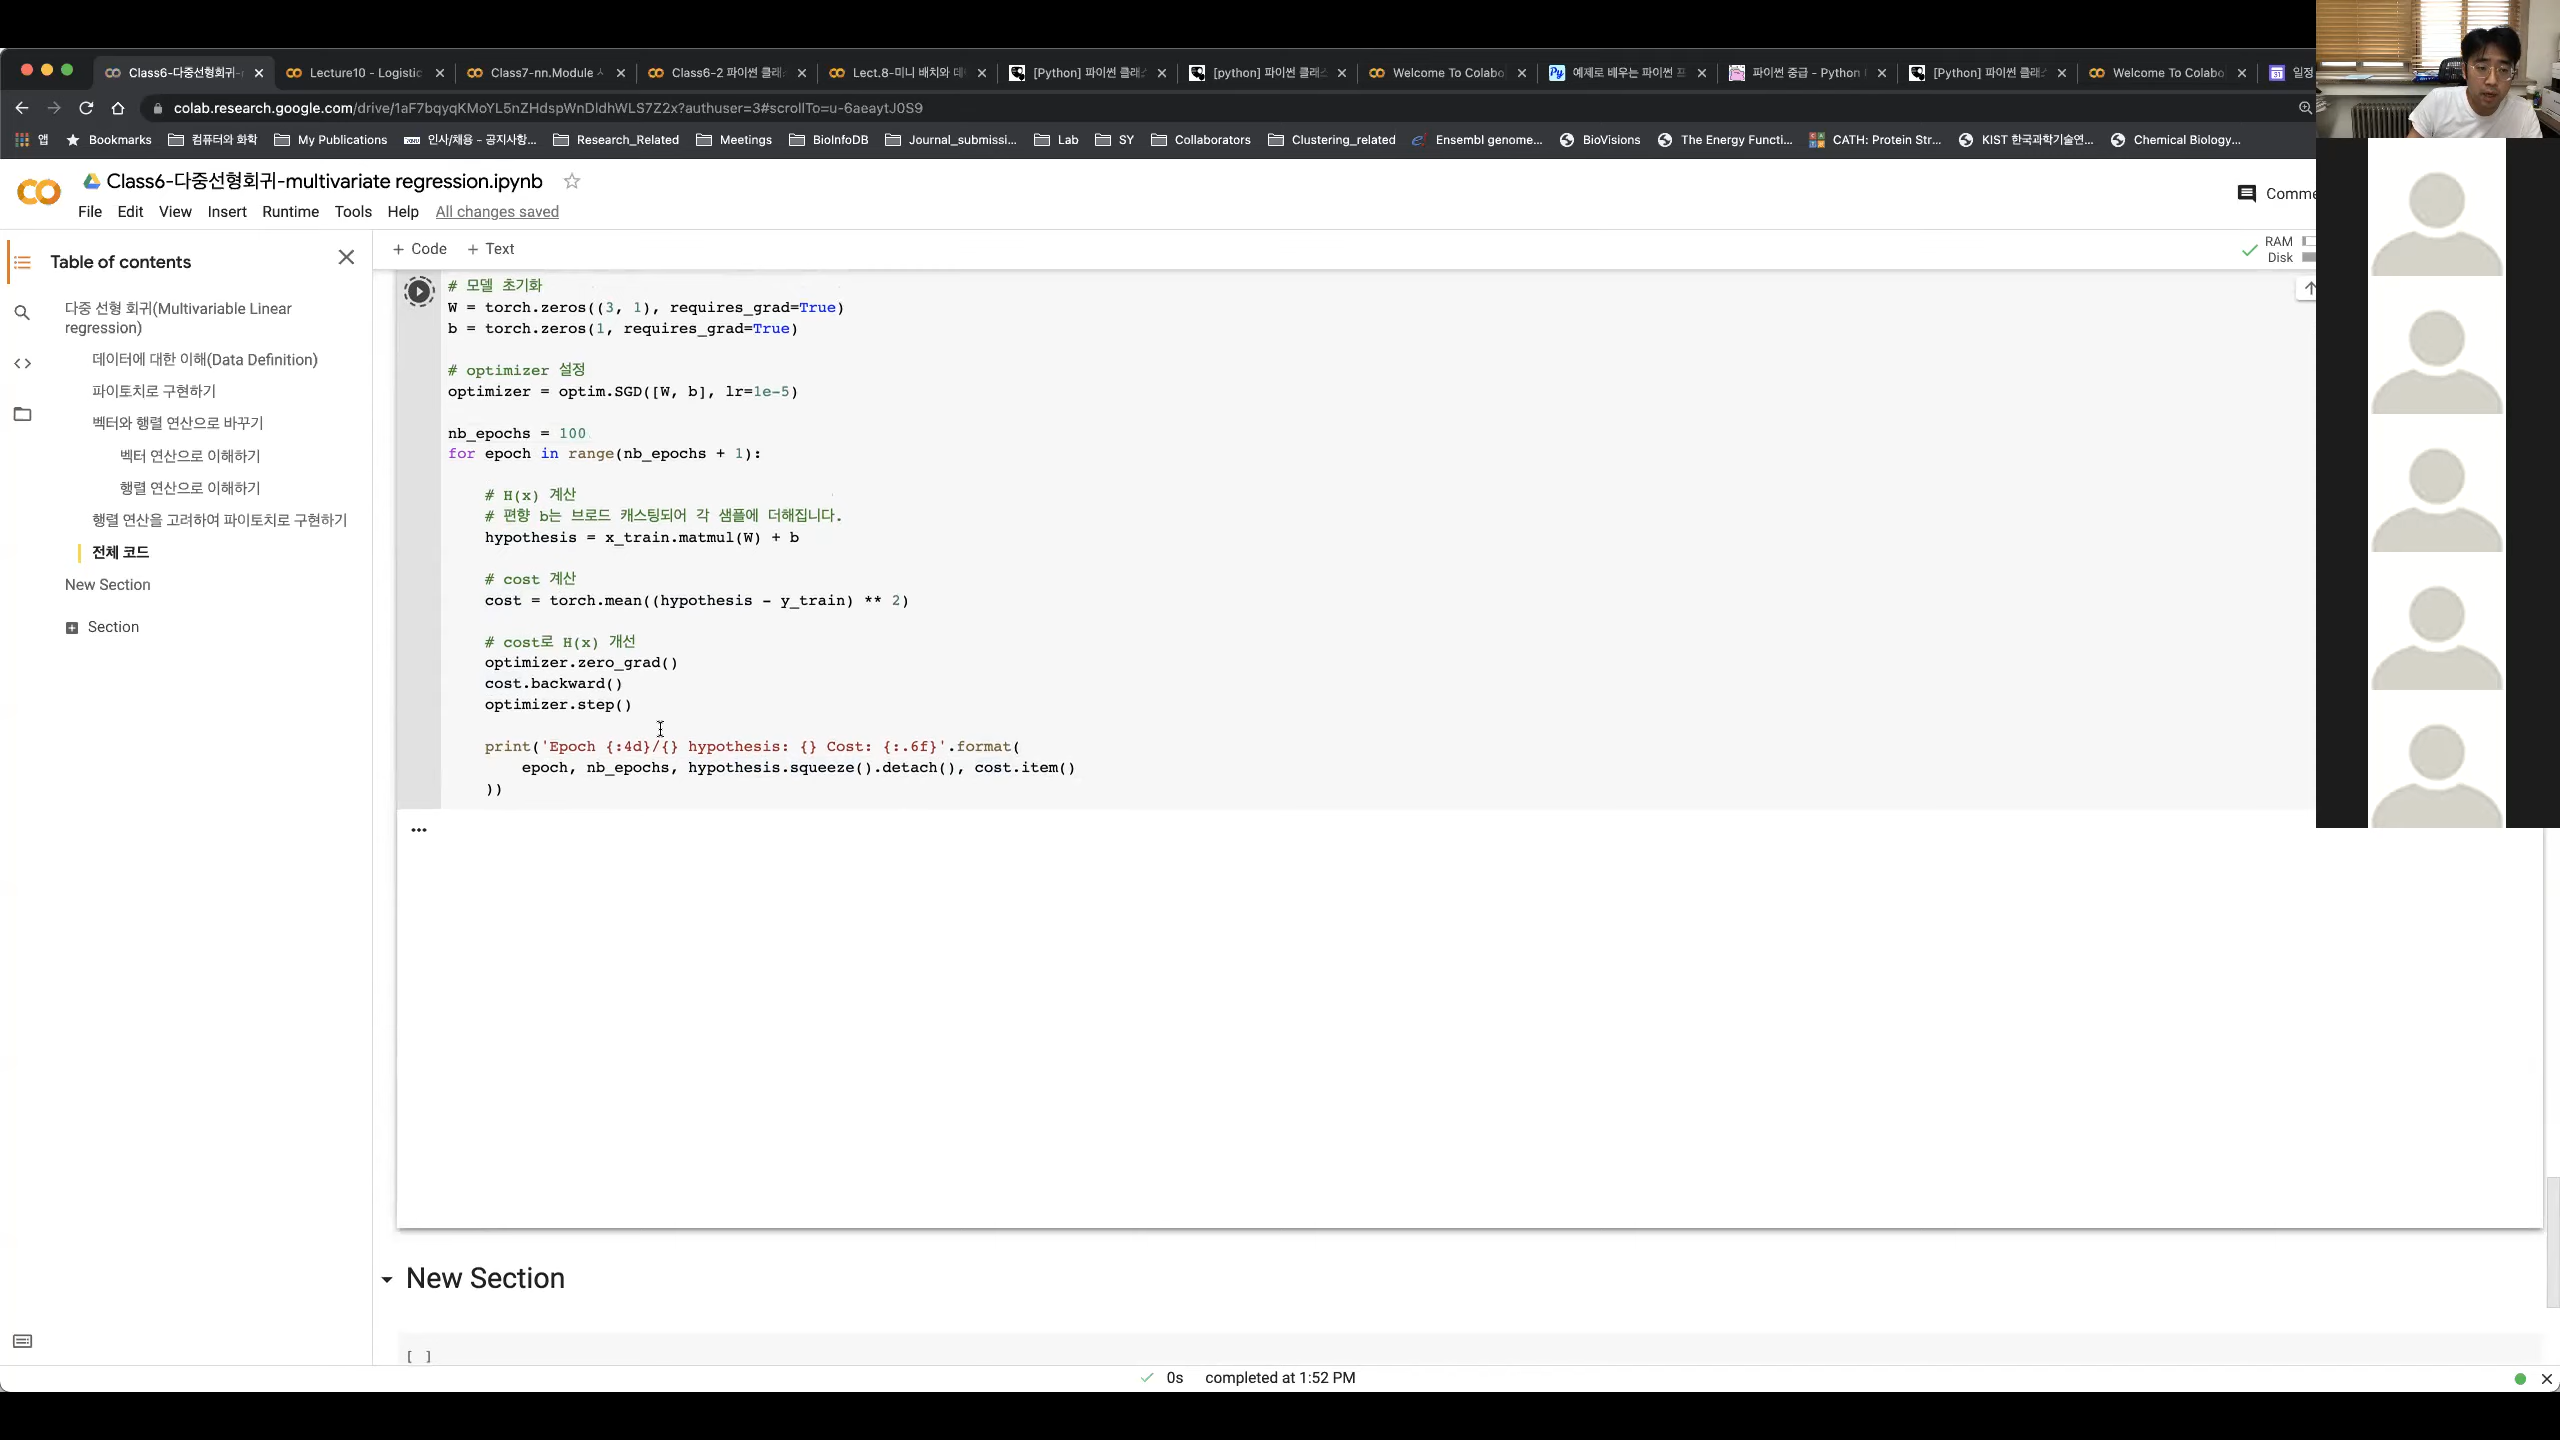 Class6-다중선형회귀-
Lecture10 - Logistic
Class7-nn.Module
Class6-2 파이썬 클래
Lect.8-미니 배치와 데
[Python] 파이썬 클래스
[python] 파이썬 클래스
Welcome To Colabo
예제로 배우는 파이썬 프
파이썬 중급 - Python
[Python] 파이썬 클래스
Welcome To Colabo
일정
colab.research.google.com/drive/1aF7bqyqKMoYL5nZHdspWnDldhWLS7Z2x?authuser=3#scrollTo=u-6aeaytJ0S9
앱 Bookmarks 컴퓨터와 화학 My Publications 인사/채용 - 공지사항... Research_Related Meetings BioInfoDB Journal_submissi... Lab SY Collaborators Clustering_related Ensembl genome... BioVisions The Energy Functi... CATH: Protein Str... KIST 한국과학기술연... Chemical Biology...
Class6-다중선형회귀-multivariate regression.ipynb
Comme
File Edit View Insert Runtime Tools Help All changes saved
+ Code + Text
RAM
Disk
Table of contents
다중 선형 회귀(Multivariable Linear
regression)
데이터에 대한 이해(Data Definition)
파이토치로 구현하기
벡터와 행렬 연산으로 바꾸기
벡터 연산으로 이해하기
행렬 연산으로 이해하기
행렬 연산을 고려하여 파이토치로 구현하기
전체 코드
New Section
Section
# 모델 초기화
W = torch.zeros((3, 1), requires_grad=True)
b = torch.zeros(1, requires_grad=True)
# optimizer 설정
optimizer = optim.SGD([W, b], lr=1e-5)
nb_epochs = 100
for epoch in range(nb_epochs + 1):
# H(x) 계산
# 편향 b는 브로드 캐스팅되어 각 샘플에 더해집니다.
hypothesis = x_train.matmul(W) + b
# cost 계산
cost = torch.mean((hypothesis - y_train) ** 2)
# cost로 H(x) 개선
optimizer.zero_grad()
cost.backward()
optimizer.step()
print('Epoch {:4d}/{} hypothesis: {} Cost: {:.6f}'.format(
epoch, nb_epochs, hypothesis.squeeze().detach(), cost.item()
))
...
New Section
[ ]
0s completed at 1:52 PM